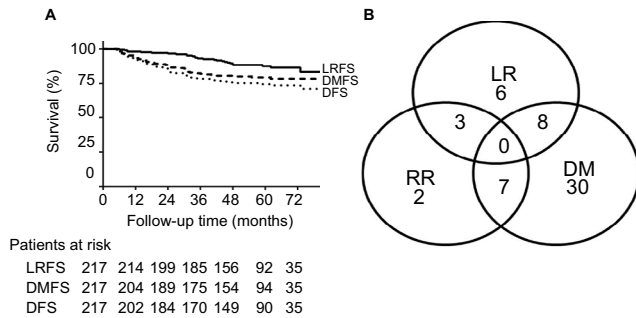 A
Survival (%)
100
75
50
25
0
LRFS
DMFS
DFS
0 12 24 36 48 60 72
Follow-up time (months)
Patients at risk
LRFS 217 214 199 185 156 92 35
DMFS 217 204 189 175 154 94 35
DFS 217 202 184 170 149 90 35
B
LR
6
3
8
0
RR
2
7
DM
30